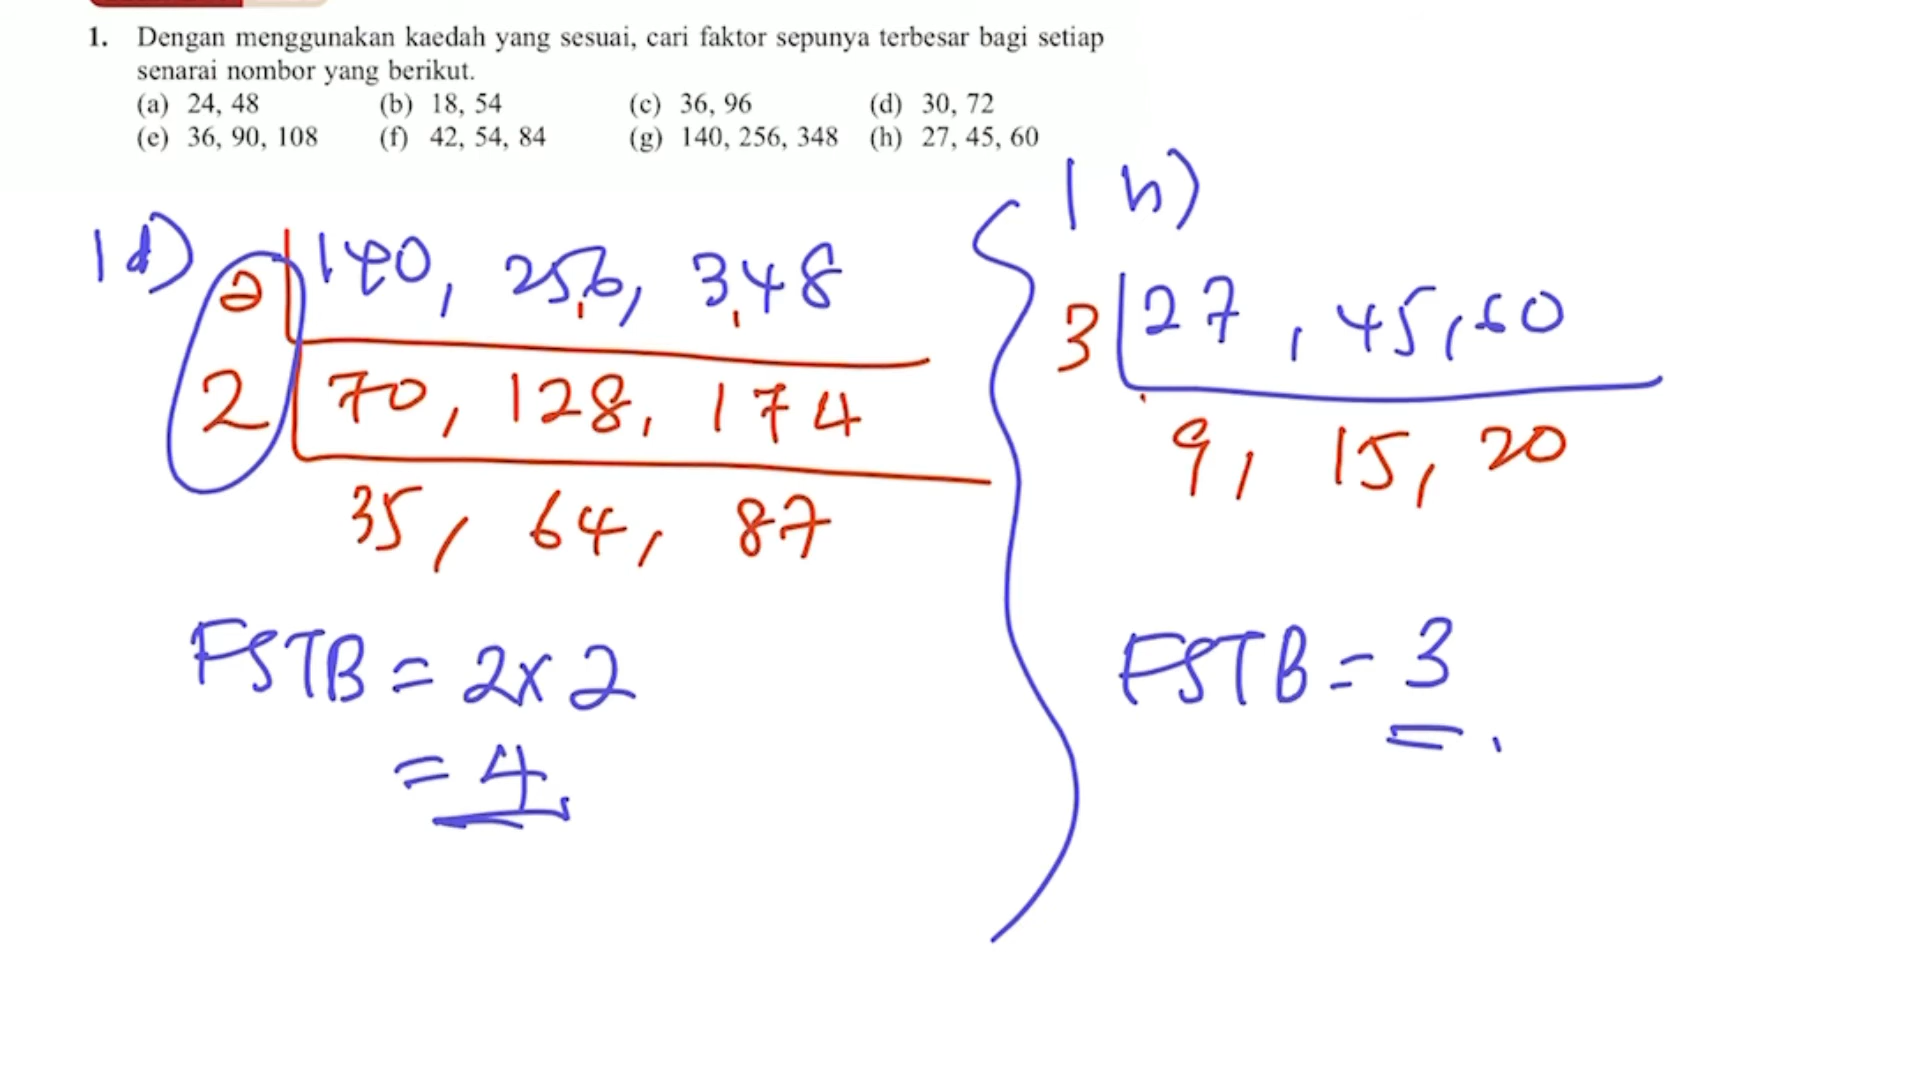 1. Dengan menggunakan kaedah yang sesuai, cari faktor sepunya terbesar bagi setiap
senarai nombor yang berikut.
(a) 24, 48 (b) 18, 54 (c) 36, 96 (d) 30, 72
(e) 36, 90, 108 (f) 42, 54, 84 (g) 140, 256, 348 (h) 27, 45, 60
1d)
2 140, 256, 348
2 70, 128, 174
35, 64, 87
FSTB = 2x2
= 4
1h)
3 27, 45, 60
9, 15, 20
FSTB = 3